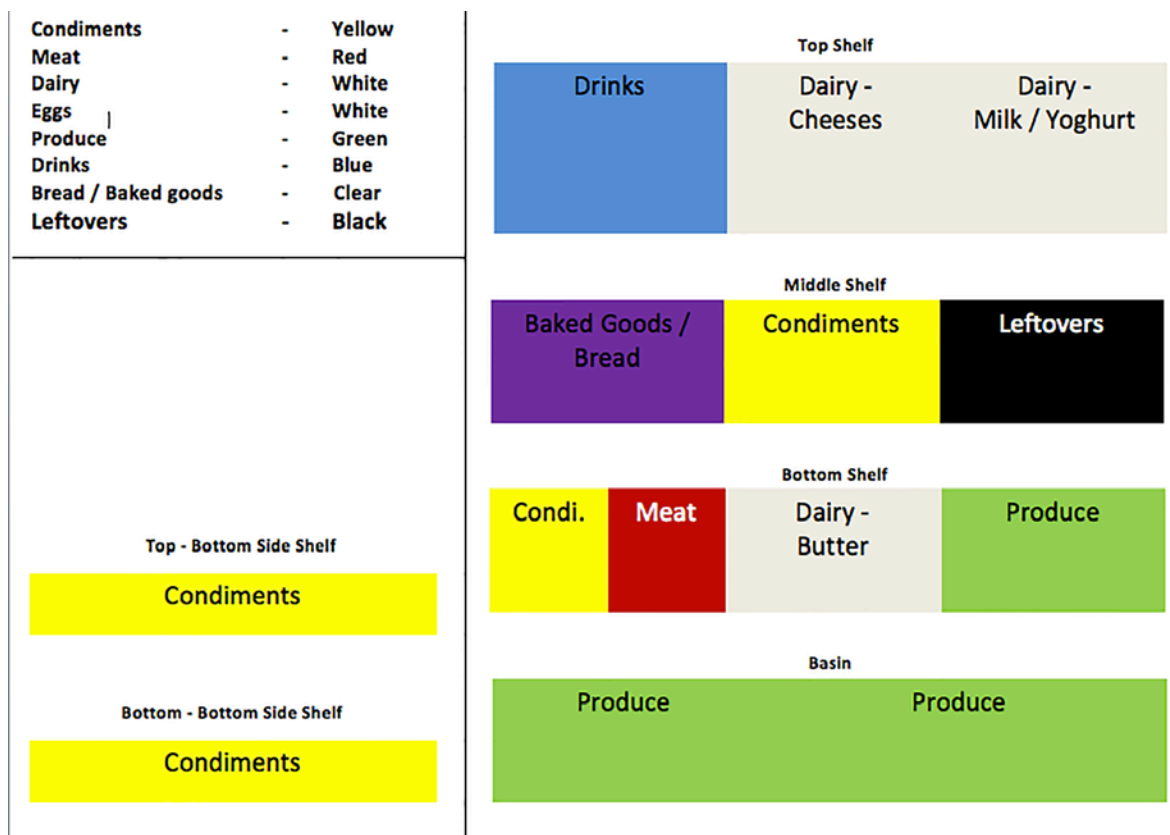 Condiments - Yellow
Meat - Red
Dairy - White
Eggs - White
Produce - Green
Drinks - Blue
Bread / Baked goods - Clear
Leftovers - Black
Top - Bottom Side Shelf
Condiments
Bottom - Bottom Side Shelf
Condiments
Top Shelf
Drinks
Dairy -
Cheeses
Dairy -
Milk / Yoghurt
Middle Shelf
Baked Goods /
Bread
Condiments
Leftovers
Bottom Shelf
Condi.
Meat
Dairy -
Butter
Produce
Basin
Produce
Produce